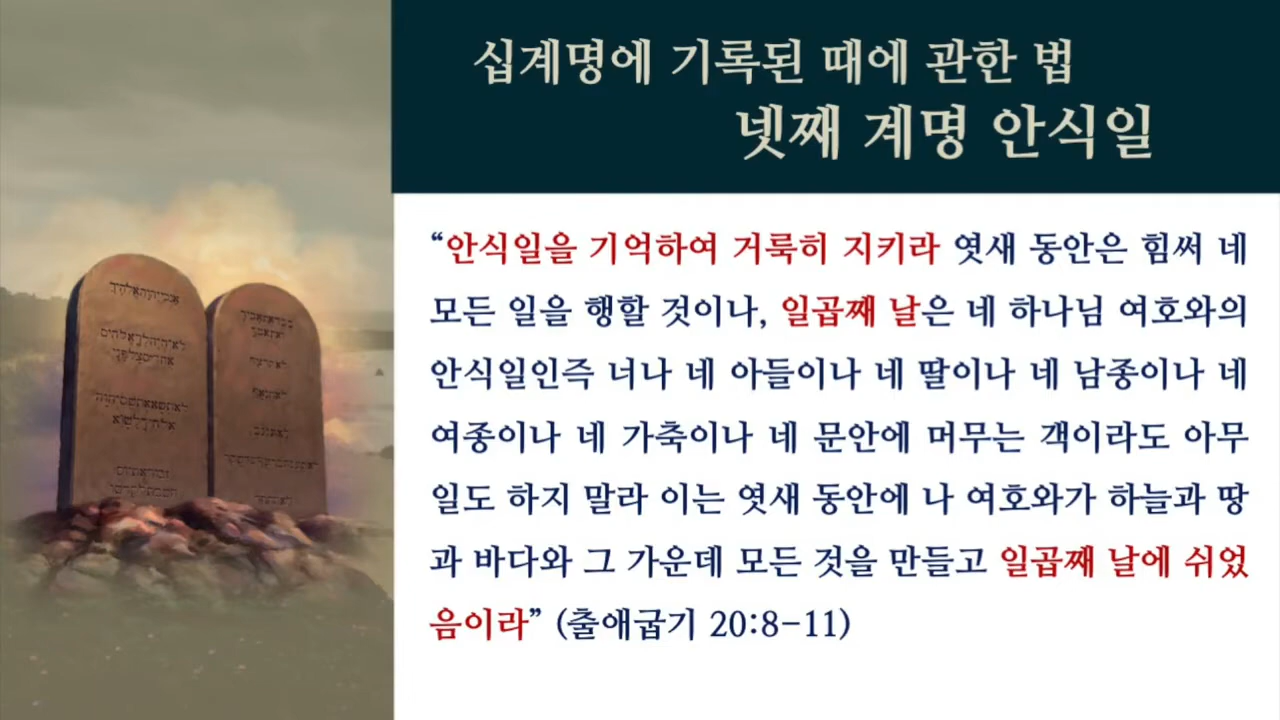 십계명에 기록된 때에 관한 법
넷째 계명 안식일
“안식일을 기억하여 거룩히 지키라 엿새 동안은 힘써 네
모든 일을 행할 것이나, 일곱째 날은 네 하나님 여호와의
안식일인즉 너나 네 아들이나 네 딸이나 네 남종이나 네
여종이나 네 가축이나 네 문안에 머무는 객이라도 아무
일도 하지 말라 이는 엿새 동안에 나 여호와가 하늘과 땅
과 바다와 그 가운데 모든 것을 만들고 일곱째 날에 쉬었
음이라” (출애굽기 20:8-11)